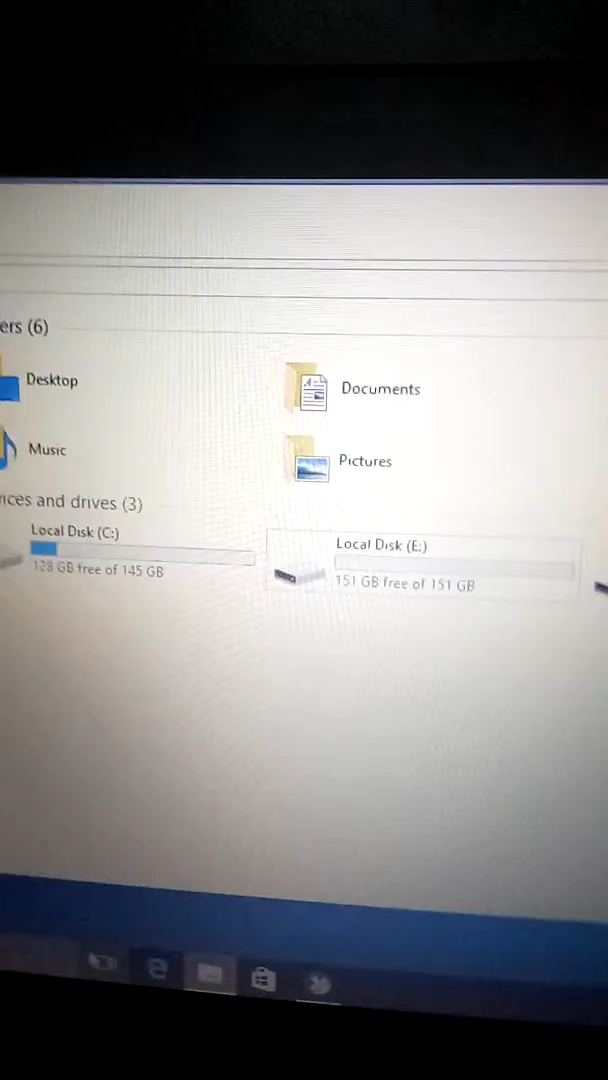 ers (6)
Desktop
Documents
Music
Pictures
ices and drives (3)
Local Disk (C:)
128 GB free of 145 GB
Local Disk (E:)
151 GB free of 151 GB